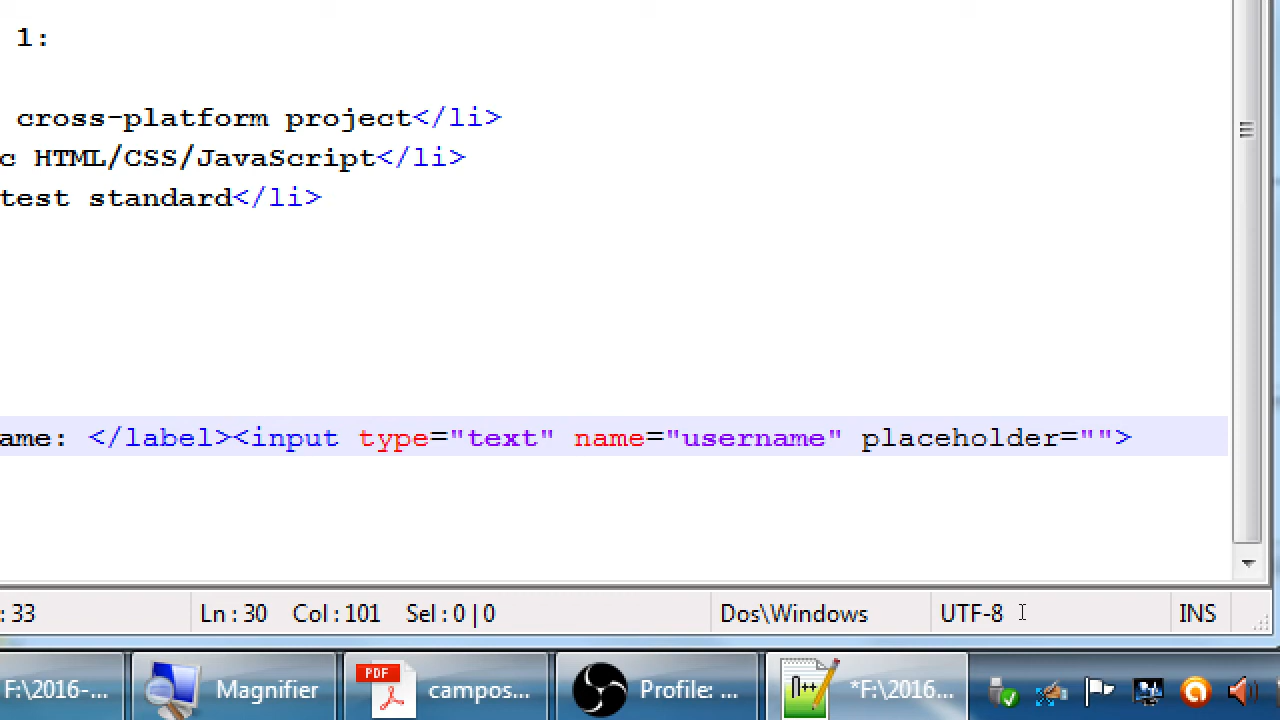 1:
cross-platform project</li>
c HTML/CSS/JavaScript</li>
test standard</li>
ame: </label><input type="text" name="username" placeholder="">
: 33 Ln : 30 Col : 101 Sel : 0 | 0 Dos\Windows UTF-8 INS
F:\2016-... Magnifier PDF campos... Profile: ... n++ *F:\2016...